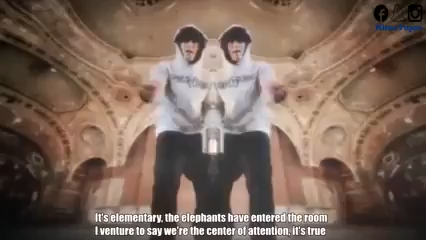 It's elementary, the elephants have entered the room
I venture to say we're the center of attention, it's true